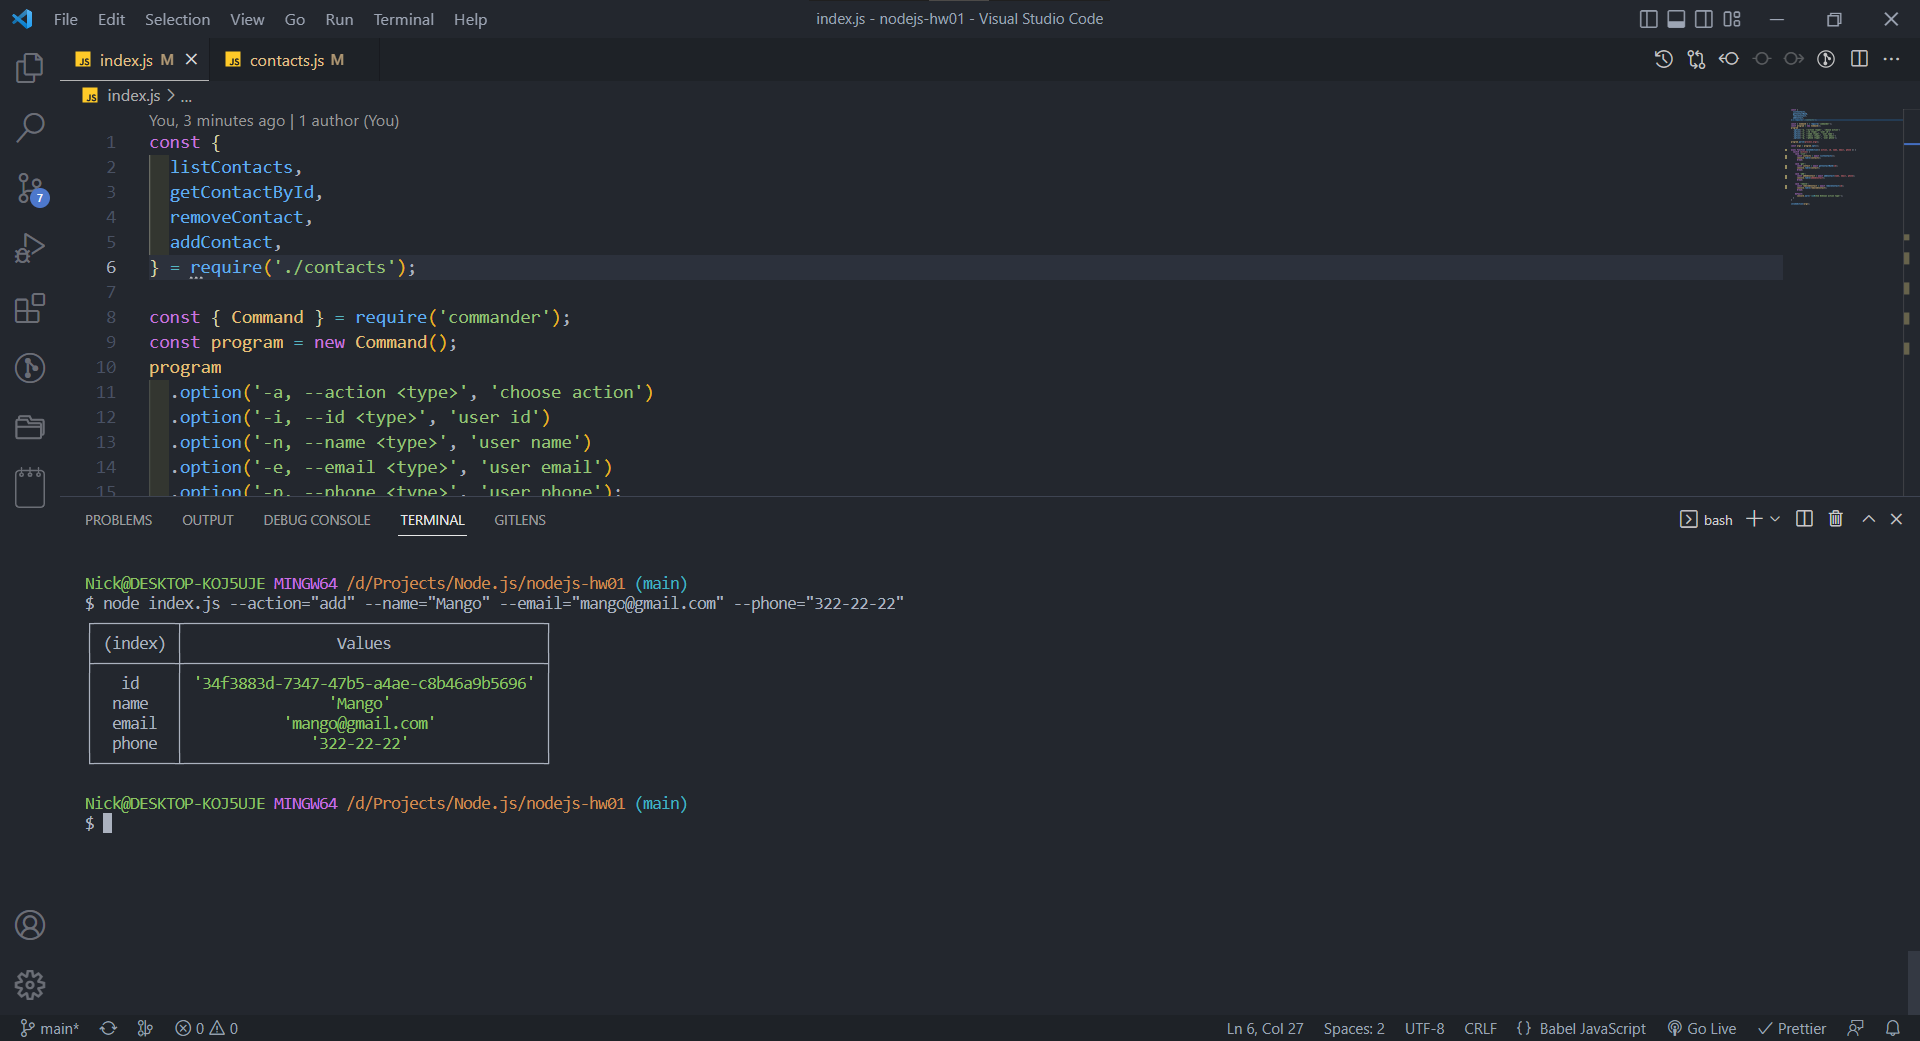 File Edit Selection View Go Run Terminal Help
index.js - nodejs-hw01 - Visual Studio Code
JS index.js M
JS contacts.js M
JS index.js > ...
You, 3 minutes ago | 1 author (You)
1 const {
2 listContacts,
3 getContactById,
4 removeContact,
5 addContact,
6 } = require('./contacts');
7
8 const { Command } = require('commander');
9 const program = new Command();
10 program
11 .option('-a, --action <type>', 'choose action')
12 .option('-i, --id <type>', 'user id')
13 .option('-n, --name <type>', 'user name')
14 .option('-e, --email <type>', 'user email')
15 .option('-p, --phone <type>', 'user phone');
7
PROBLEMS OUTPUT DEBUG CONSOLE TERMINAL GITLENS
bash
Nick@DESKTOP-KOJ5UJE MINGW64 /d/Projects/Node.js/nodejs-hw01 (main)
$ node index.js --action="add" --name="Mango" --email="mango@gmail.com" --phone="322-22-22"
(index) Values
id '34f3883d-7347-47b5-a4ae-c8b46a9b5696'
name 'Mango'
email 'mango@gmail.com'
phone '322-22-22'
Nick@DESKTOP-KOJ5UJE MINGW64 /d/Projects/Node.js/nodejs-hw01 (main)
$
main* 0 0
Ln 6, Col 27 Spaces: 2 UTF-8 CRLF {} Babel JavaScript Go Live Prettier